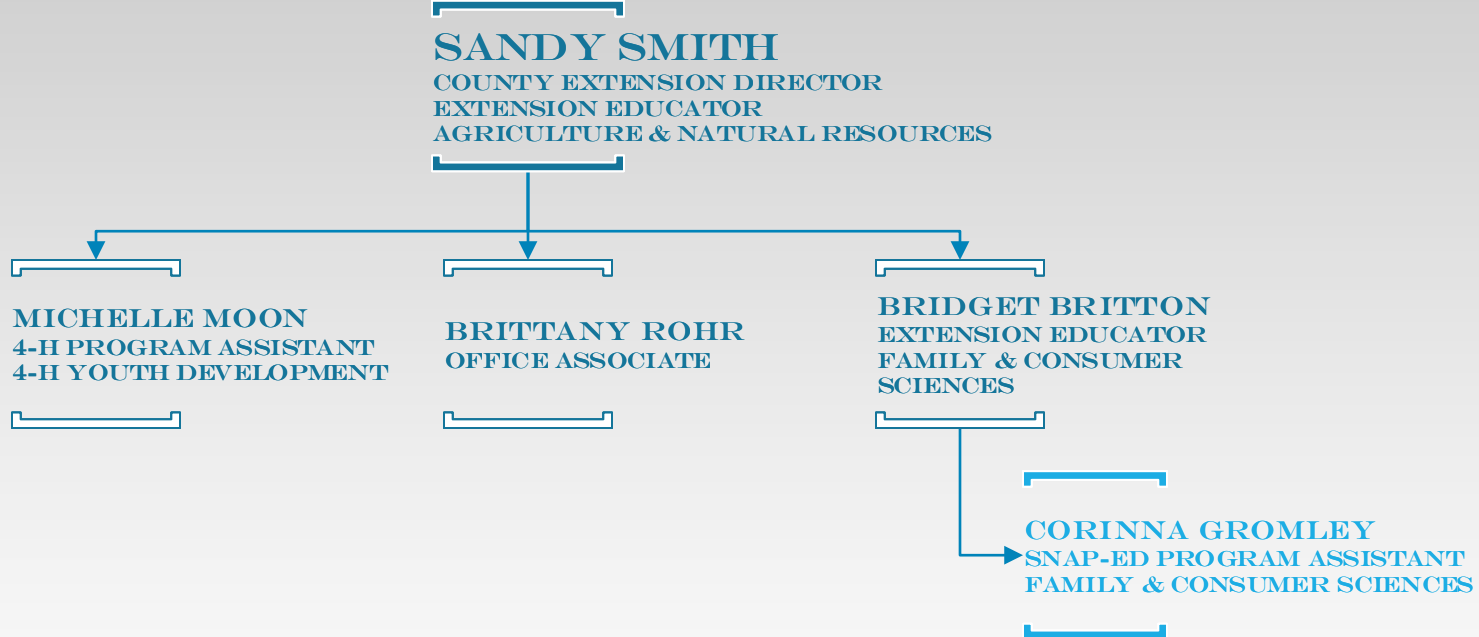 SANDY SMITH
COUNTY EXTENSION DIRECTOR
EXTENSION EDUCATOR
AGRICULTURE & NATURAL RESOURCES
MICHELLE MOON
4-H PROGRAM ASSISTANT
4-H YOUTH DEVELOPMENT
BRITTANY ROHR
OFFICE ASSOCIATE
BRIDGET BRITTON
EXTENSION EDUCATOR
FAMILY & CONSUMER
SCIENCES
CORINNA GROMLEY
SNAP-ED PROGRAM ASSISTANT
FAMILY & CONSUMER SCIENCES